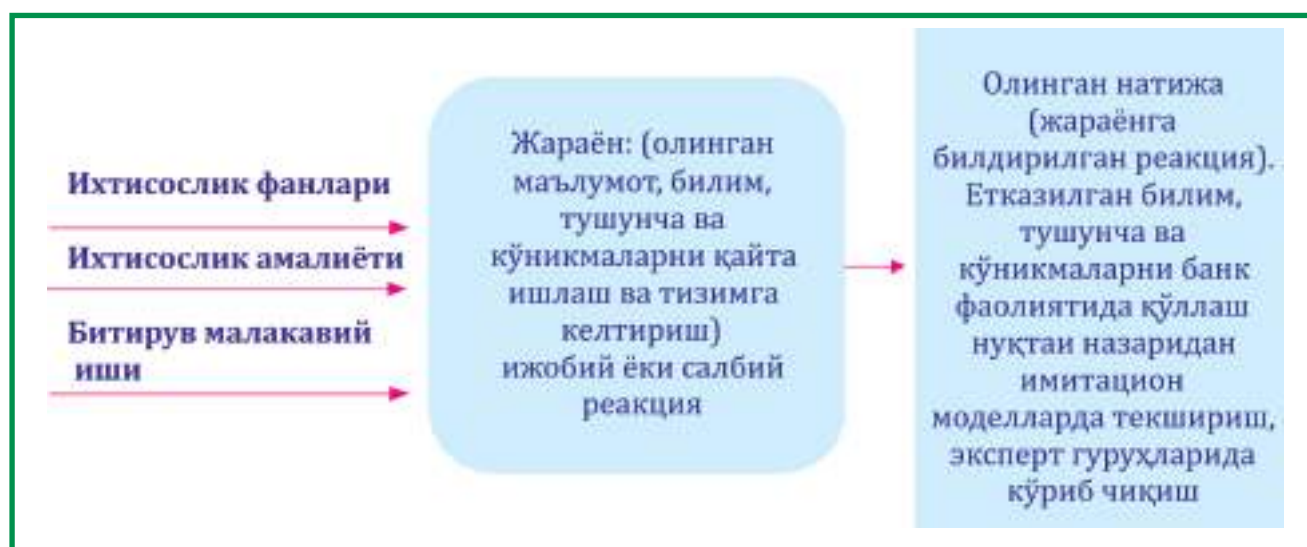 Ихтисослик фанлари
Ихтисослик амалиёти
Битирув малакавий
иши
Жараён: (олинган
маълумот, билим,
тушунча ва
кўникмаларни қайта
ишлаш ва тизимга
келтириш)
ижобий ёки салбий
реакция
Олинган натижа
(жараёнга
билдирилган реакция).
Етказилган билим,
тушунча ва
кўникмаларни банк
фаолиятида қўллаш
нуқтаи назаридан
имитацион
моделларда текшириш,
эксперт гуруҳларида
кўриб чиқиш